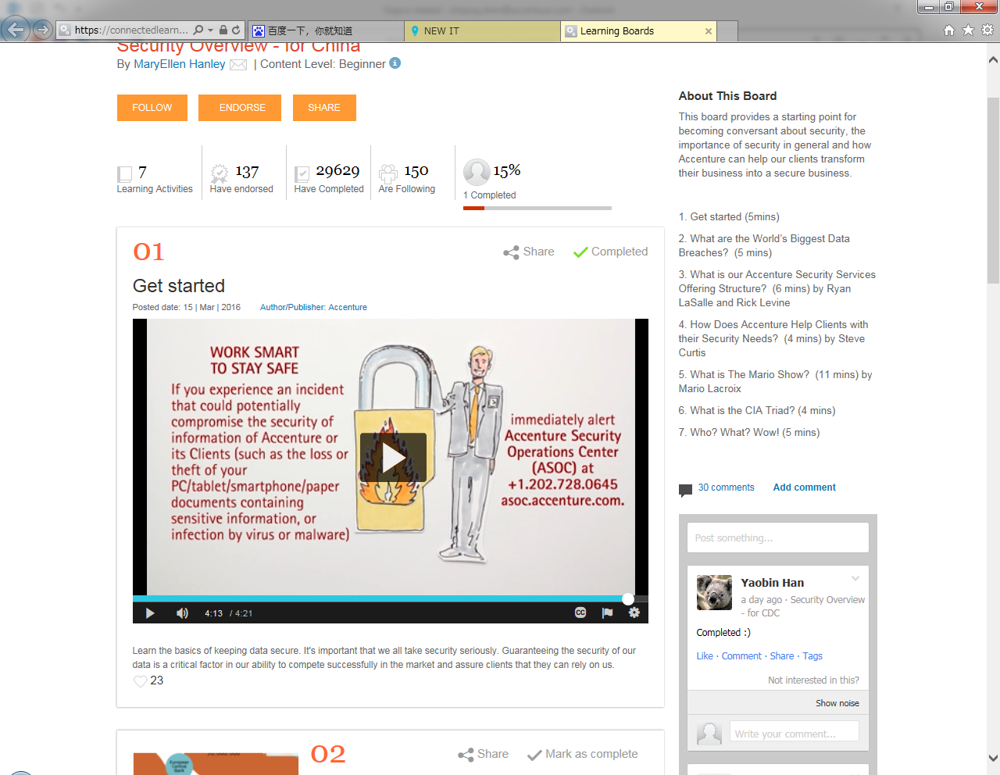 https://connectedlearn...
百度一下，你就知道
NEW IT
Learning Boards
Security Overview - for China
By MaryEllen Hanley | Content Level: Beginner
FOLLOW
ENDORSE
SHARE
7
Learning Activities
137
Have endorsed
29629
Have Completed
150
Are Following
15%
1 Completed
01
Share
Completed
Get started
Posted date: 15 | Mar | 2016 Author/Publisher: Accenture
WORK SMART
TO STAY SAFE
If you experience an incident
that could potentially
compromise the security of
information of Accenture or
its Clients (such as the loss or
theft of your
PC/tablet/smartphone/paper
documents containing
sensitive information, or
infection by virus or malware)
immediately alert
Accenture Security
Operations Center
(ASOC) at
+1.202.728.0645
asoc.accenture.com.
4:13 / 4:21
CC
Learn the basics of keeping data secure. It's important that we all take security seriously. Guaranteeing the security of our
data is a critical factor in our ability to compete successfully in the market and assure clients that they can rely on us.
23
European
Central
Bank
02
Share
Mark as complete
About This Board
This board provides a starting point for
becoming conversant about security, the
importance of security in general and how
Accenture can help our clients transform
their business into a secure business.
1. Get started (5mins)
2. What are the World's Biggest Data
Breaches? (5 mins)
3. What is our Accenture Security Services
Offering Structure? (6 mins) by Ryan
LaSalle and Rick Levine
4. How Does Accenture Help Clients with
their Security Needs? (4 mins) by Steve
Curtis
5. What is The Mario Show? (11 mins) by
Mario Lacroix
6. What is the CIA Triad? (4 mins)
7. Who? What? Wow! (5 mins)
30 comments
Add comment
Post something...
Yaobin Han
a day ago · Security Overview
- for CDC
Completed :)
Like · Comment · Share · Tags
Not interested in this?
Show noise
Write your comment...